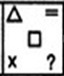 △ =
□
x ?